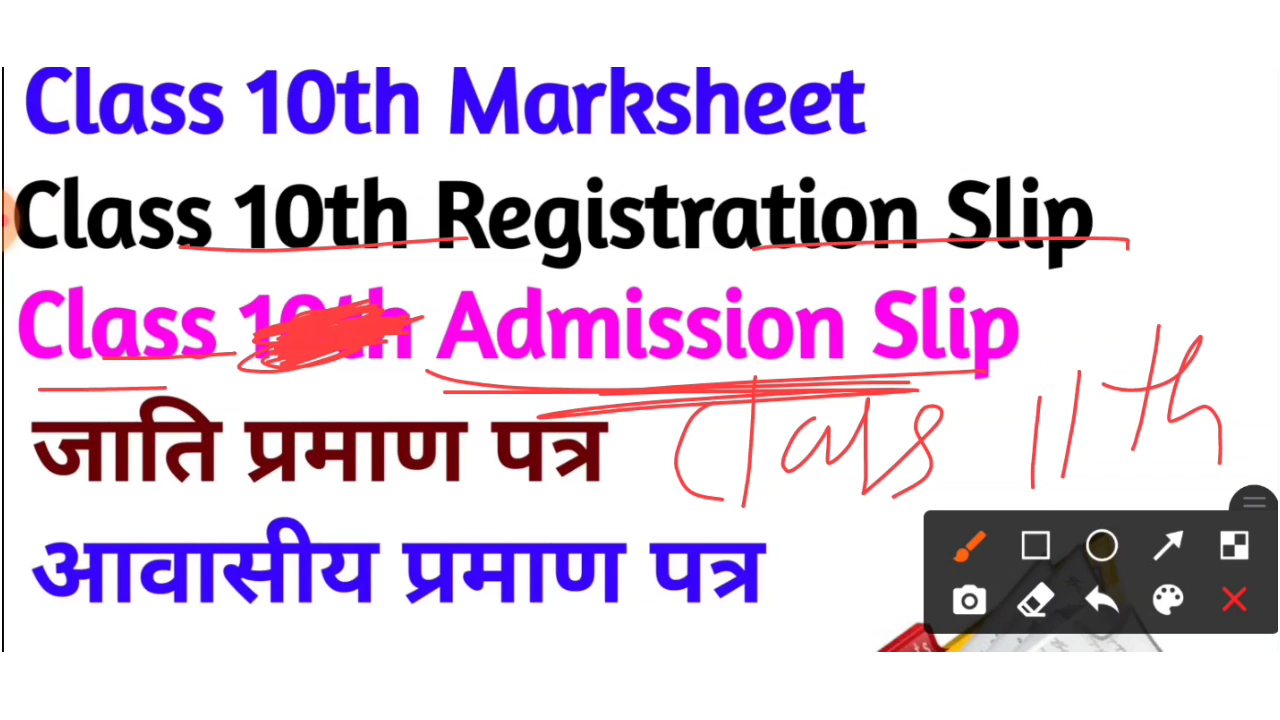 Class 10th Marksheet
Class 10th Registration Slip
Class 10th Admission Slip
Class 11th
जाति प्रमाण पत्र
आवासीय प्रमाण पत्र